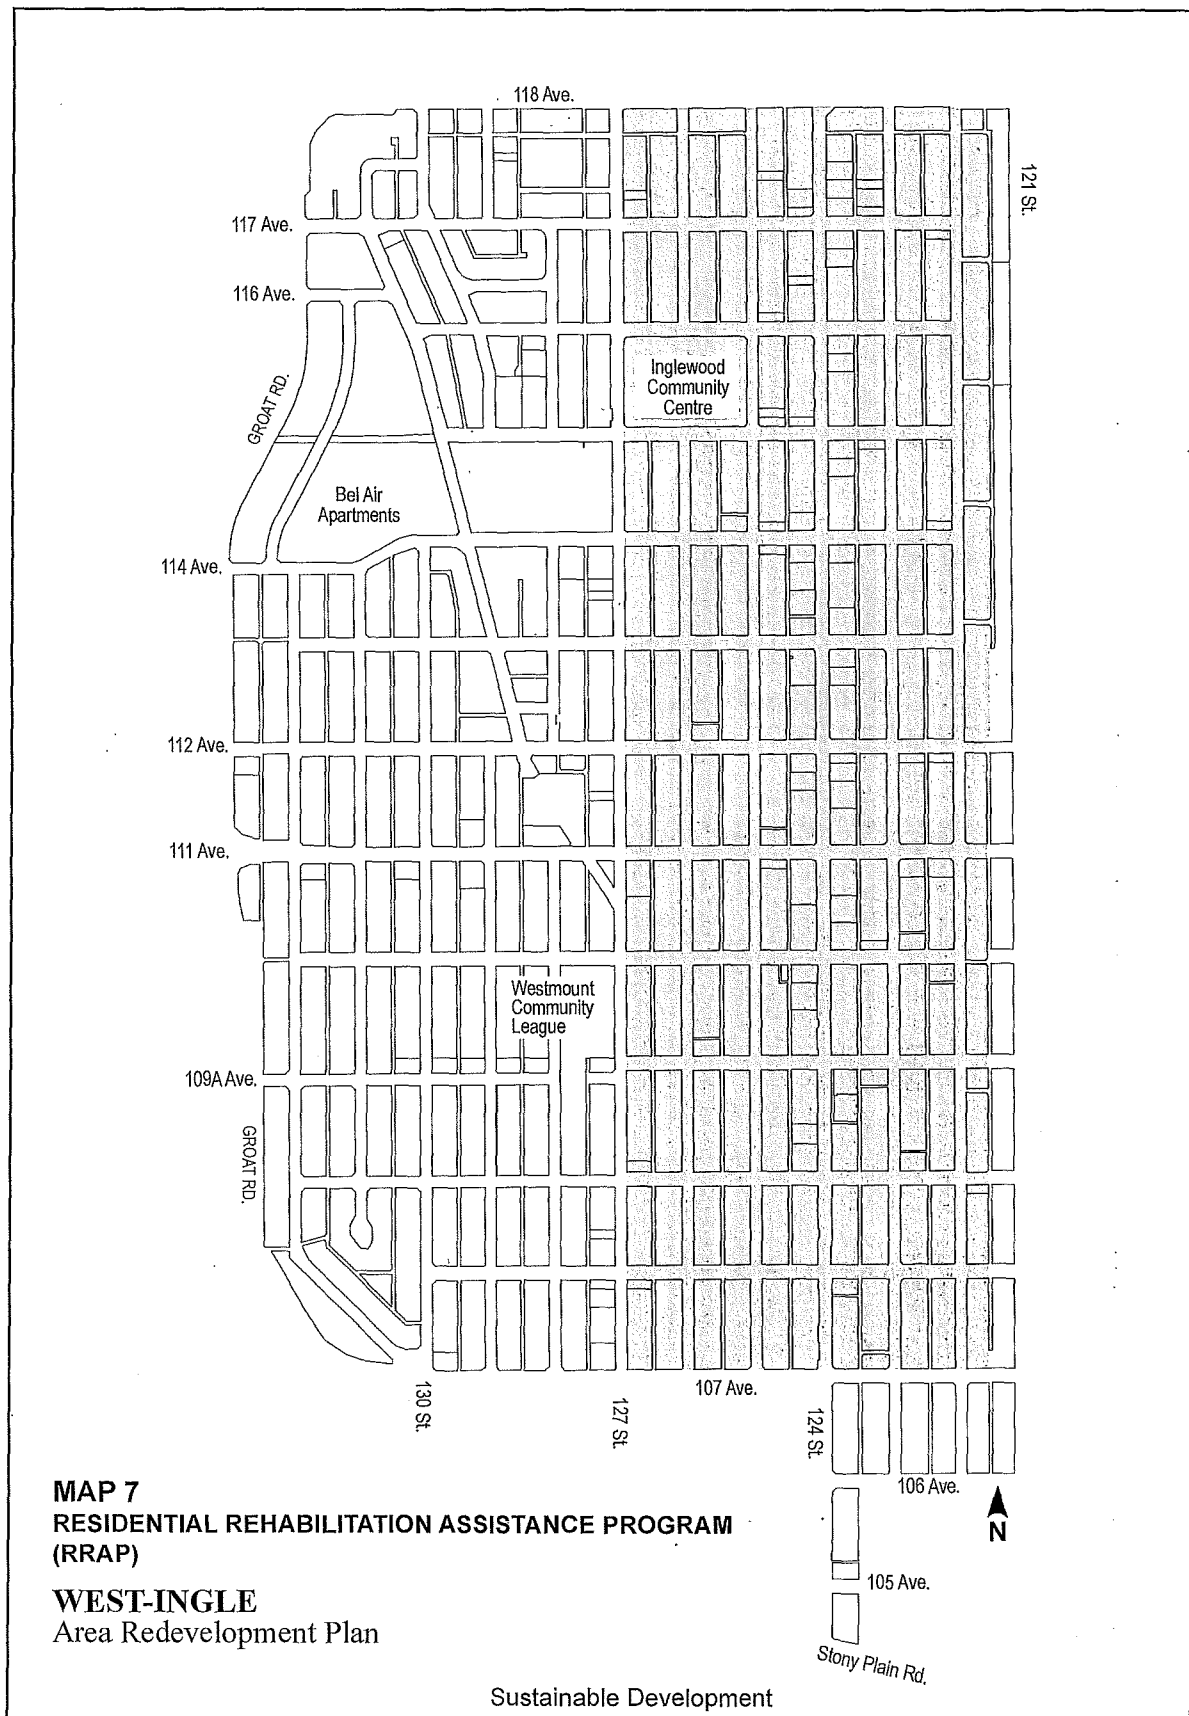 118 Ave.
121 St.
117 Ave.
116 Ave.
GROAT RD.
Inglewood
Community
Centre
Bel Air
Apartments
114 Ave.
112 Ave.
111 Ave.
Westmount
Community
League
109A Ave.
GROAT RD.
107 Ave.
130 St.
127 St.
124 St.
106 Ave.
N
MAP 7
RESIDENTIAL REHABILITATION ASSISTANCE PROGRAM
(RRAP)
105 Ave.
WEST-INGLE
Area Redevelopment Plan
Stony Plain Rd.
Sustainable Development